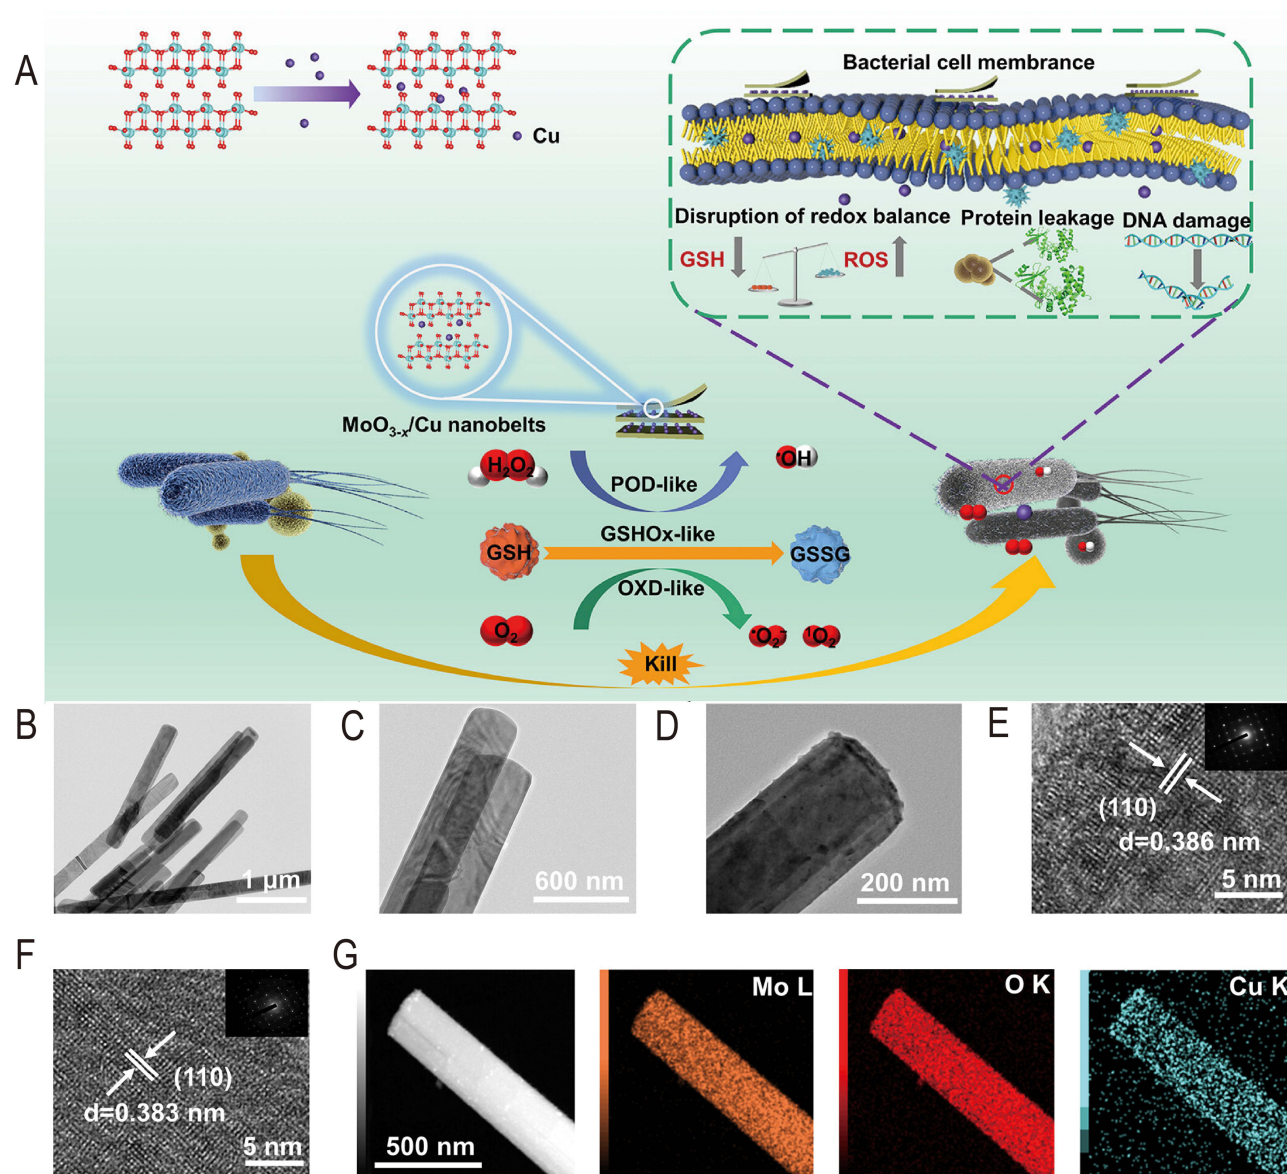 A
Cu
Bacterial cell membrance
Disruption of redox balance
Protein leakage
DNA damage
GSH
ROS
MoO3-x/Cu nanobelts
H2O2
•OH
POD-like
GSH
GSHOx-like
GSSG
OXD-like
O2
•O2−
1O2
Kill
B
1 μm
C
600 nm
D
200 nm
E
(110)
d=0.386 nm
5 nm
F
(110)
d=0.383 nm
5 nm
G
500 nm
Mo L
O K
Cu K